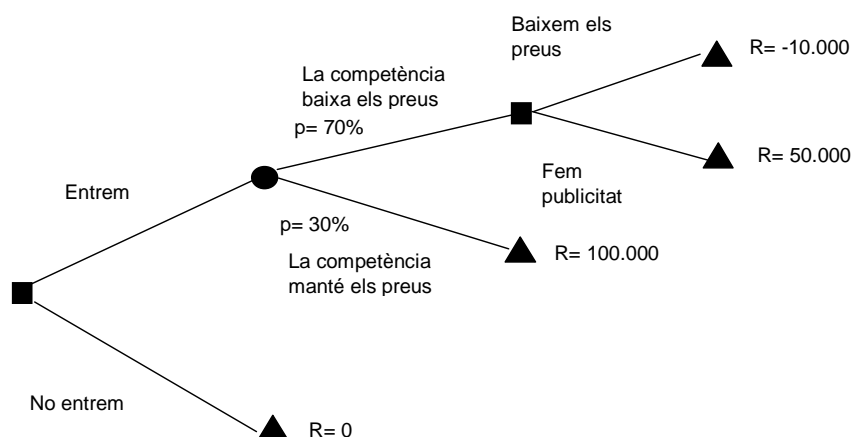 Baixem els
preus
R= -10.000
La competència
baixa els preus
p= 70%
R= 50.000
Fem
publicitat
Entrem
p= 30%
R= 100.000
La competència
manté els preus
No entrem
R= 0